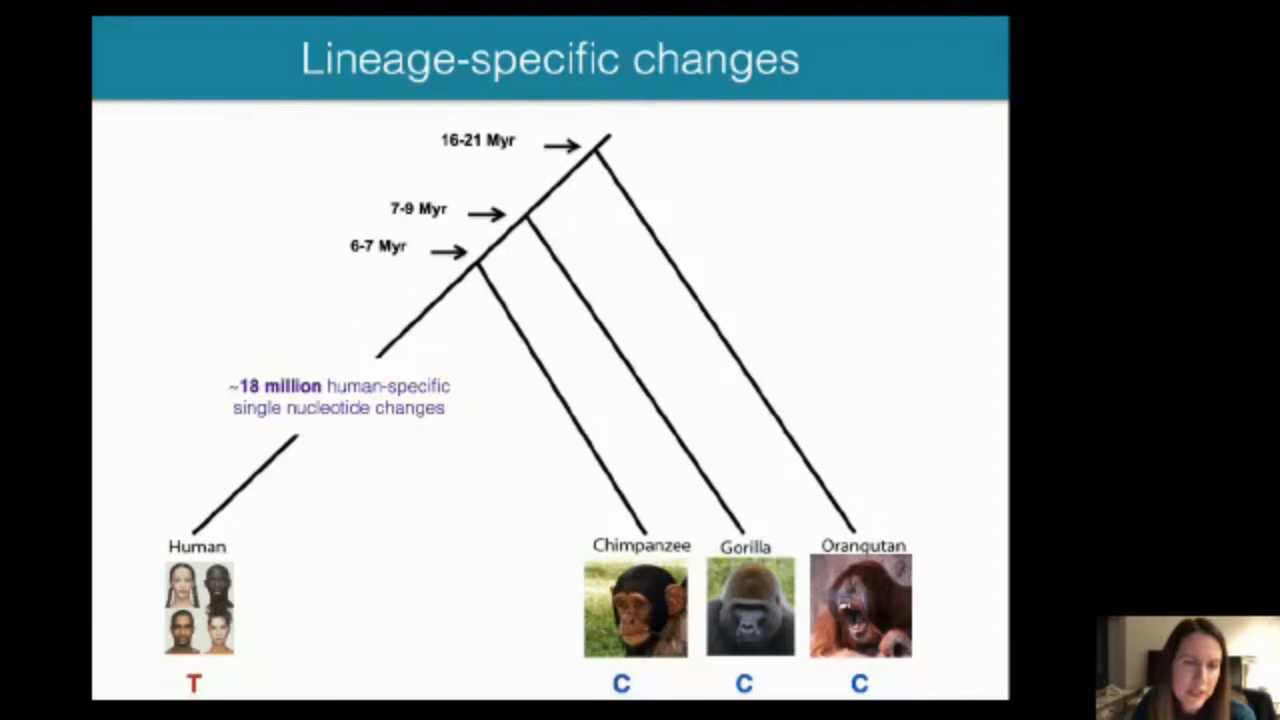 Lineage-specific changes
16-21 Myr
7-9 Myr
6-7 Myr
~18 million human-specific
single nucleotide changes
Human
Chimpanzee
Gorilla
Orangutan
T
C
C
C